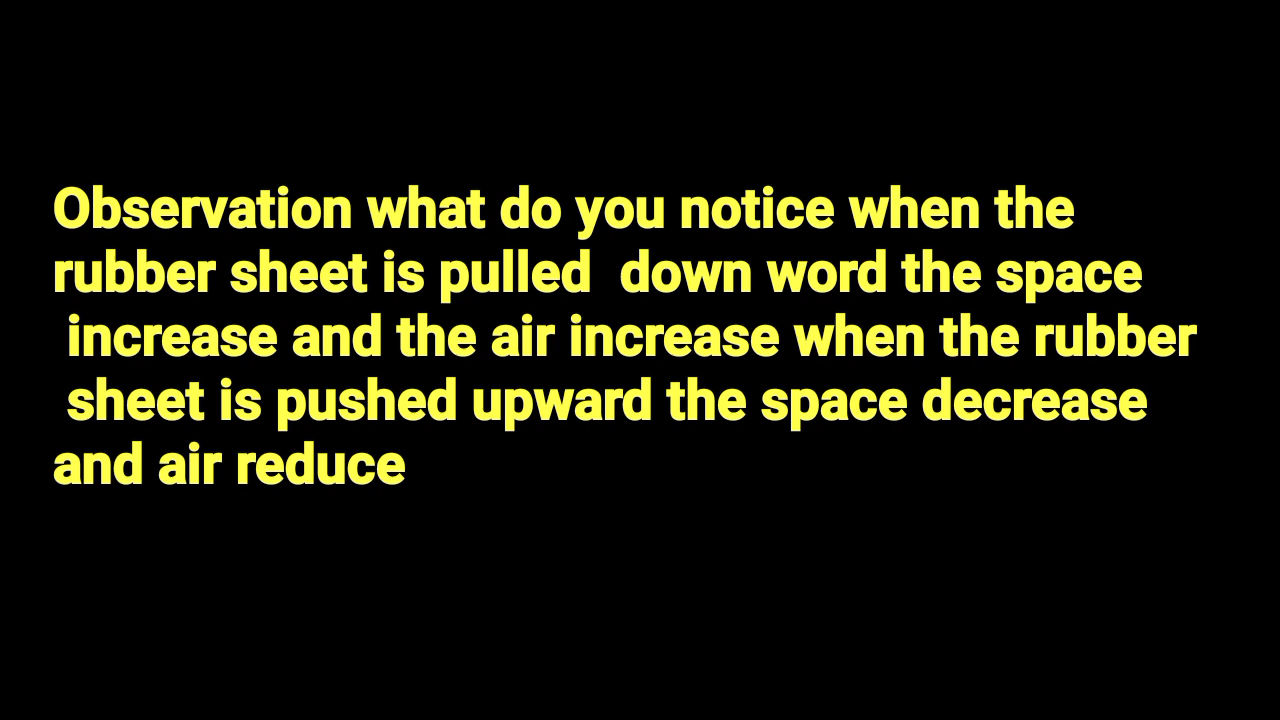 Observation what do you notice when the
rubber sheet is pulled  down word the space
increase and the air increase when the rubber
sheet is pushed upward the space decrease
and air reduce